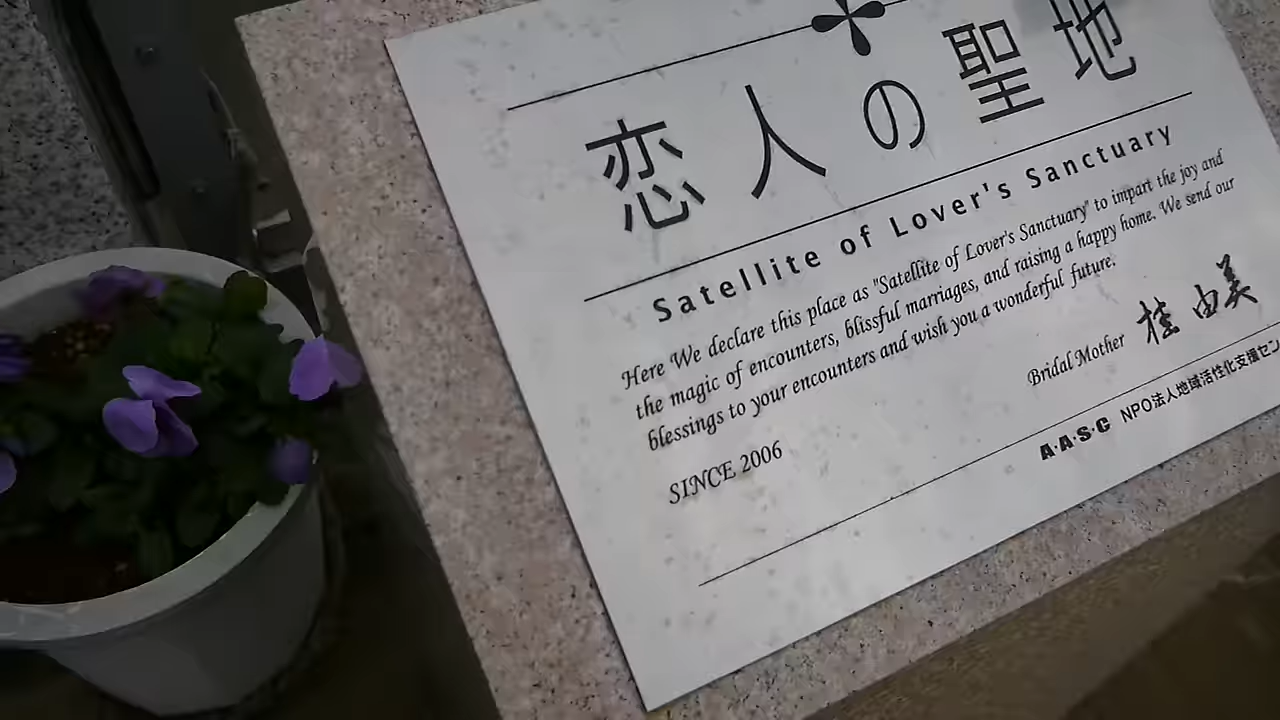 恋人の聖地
Satellite of Lover's Sanctuary
Here We declare this place as "Satellite of Lover's Sanctuary" to impart the joy and
the magic of encounters, blissful marriages, and raising a happy home. We send our
blessings to your encounters and wish you a wonderful future.
Bridal Mother 桂 由美
SINCE 2006
A·A·S·C NPO法人地域活性化支援セン